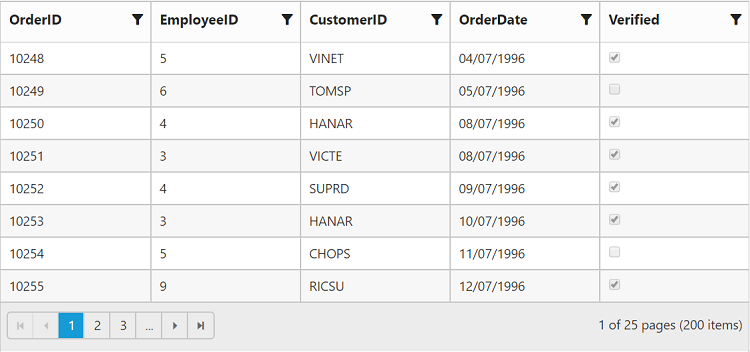 OrderID EmployeeID CustomerID OrderDate Verified
10248 5 VINET 04/07/1996
10249 6 TOMSP 05/07/1996
10250 4 HANAR 08/07/1996
10251 3 VICTE 08/07/1996
10252 4 SUPRD 09/07/1996
10253 3 HANAR 10/07/1996
10254 5 CHOPS 11/07/1996
10255 9 RICSU 12/07/1996
1 2 3 ... 1 of 25 pages (200 items)